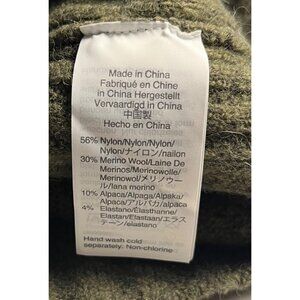 Made in China
Fabriqué en Chine
in China Hergestellt
Vervaardigd in China
中国製
Hecho en China
56% Nylon/Nylon/Nylon/
Nylon/ナイロン/nailon
30% Merino Wool/Laine De
Merinos/Merinowolle/
Merinowol/メリノウー
ル/lana merino
10% Alpaca/Alpaga/Alpaka/
Alpaca/アルパカ/alpaca
4% Elastane/Elasthanne/
Elastan/Elastaan/エラス
テーン/elastano
Hand wash cold
separately. Non-chlorine